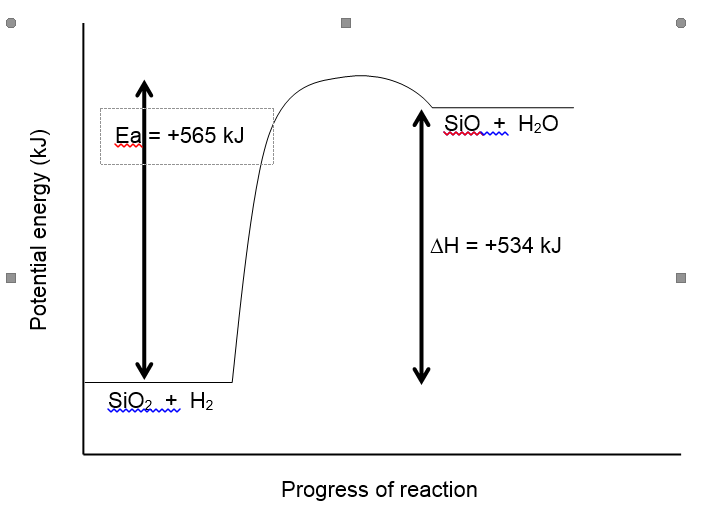 Potential energy (kJ)
Ea = +565 kJ
SiO + H₂O
ΔH = +534 kJ
SiO₂ + H₂
Progress of reaction